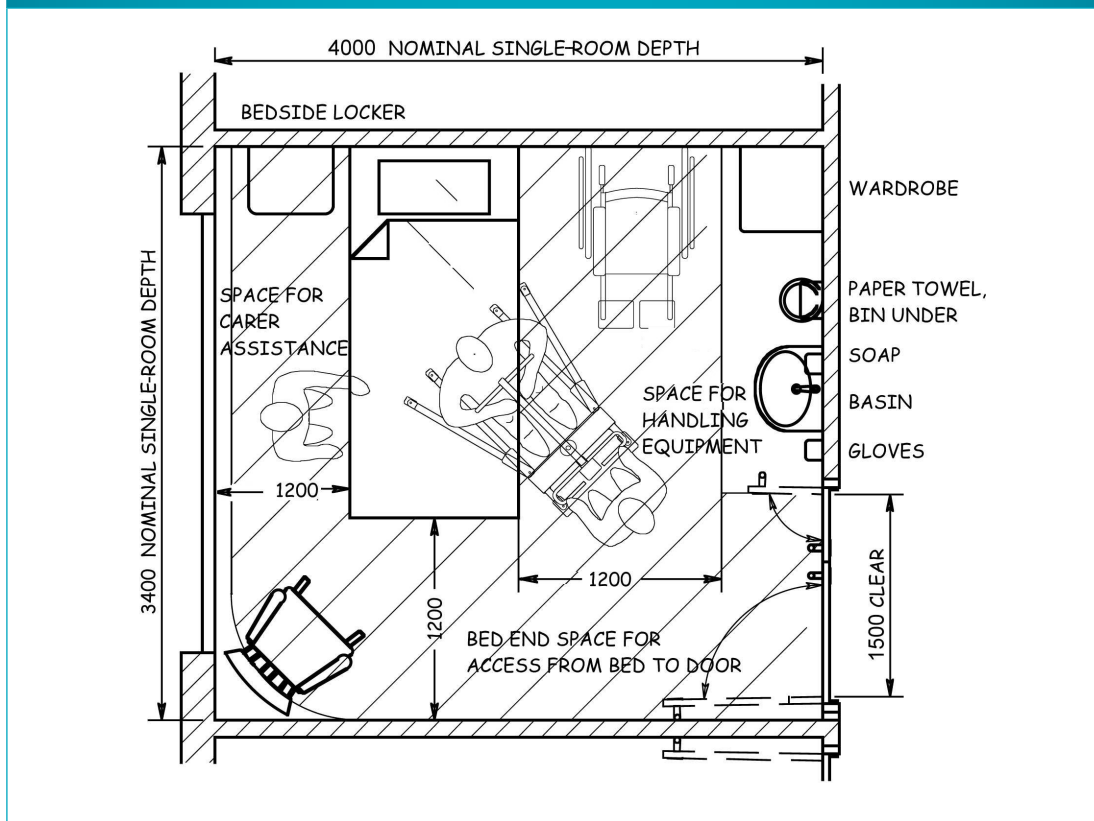 4000 NOMINAL SINGLE-ROOM DEPTH
BEDSIDE LOCKER
WARDROBE
3400 NOMINAL SINGLE-ROOM DEPTH
SPACE FOR
CARER
ASSISTANCE
PAPER TOWEL,
BIN UNDER
SOAP
BASIN
GLOVES
SPACE FOR
HANDLING
EQUIPMENT
1200
1200
1200
1500 CLEAR
BED END SPACE FOR
ACCESS FROM BED TO DOOR